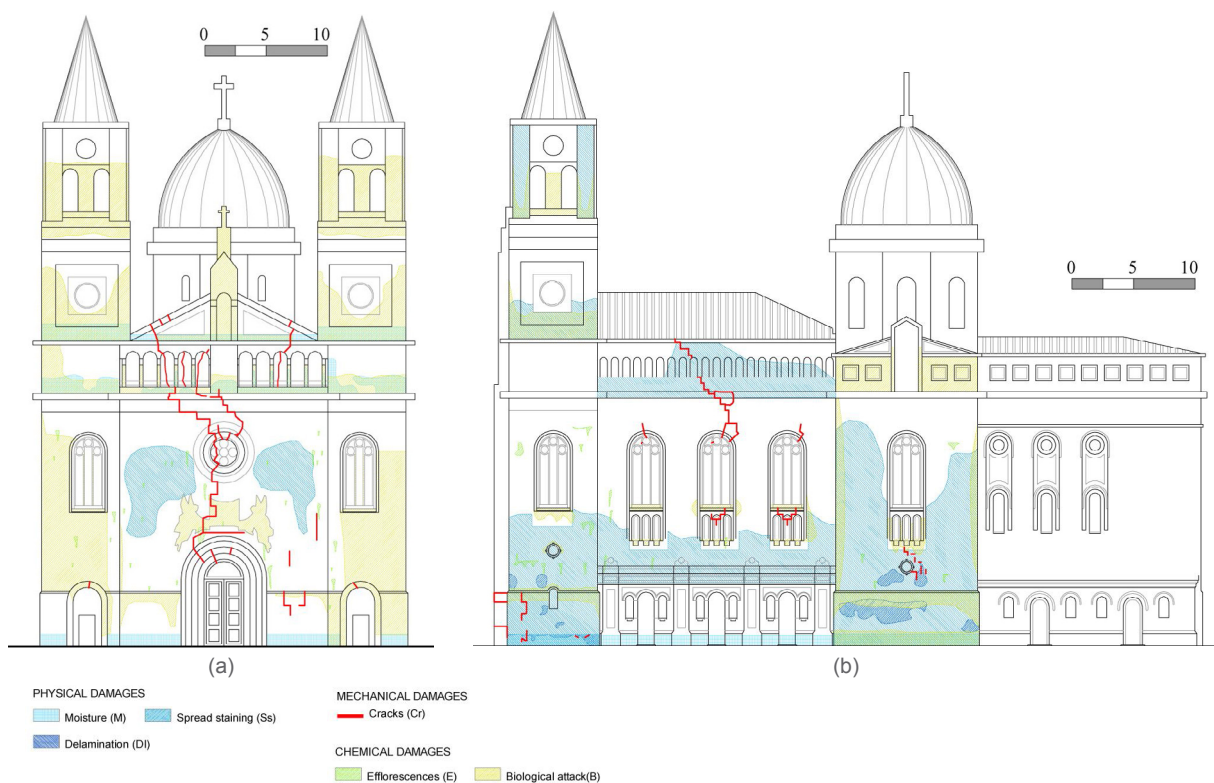 0 5 10
0 5 10
(a)
(b)
PHYSICAL DAMAGES
Moisture (M)
Spread staining (Ss)
Delamination (Dl)
MECHANICAL DAMAGES
Cracks (Cr)
CHEMICAL DAMAGES
Efflorescences (E)
Biological attack(B)